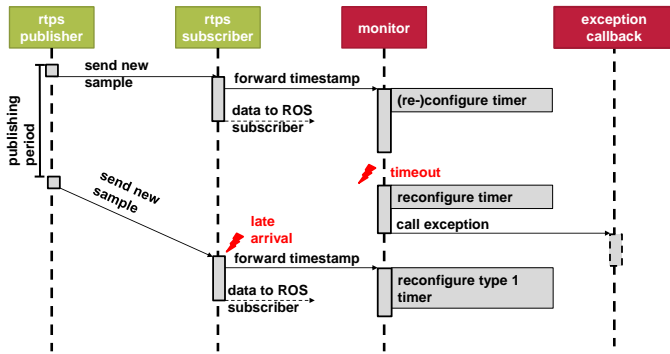 rtps
publisher
rtps
subscriber
monitor
exception
callback
send new
sample
forward timestamp
(re-)configure timer
data to ROS
subscriber
publishing
period
timeout
reconfigure timer
send new
sample
call exception
late
arrival
forward timestamp
reconfigure type 1
timer
data to ROS
subscriber